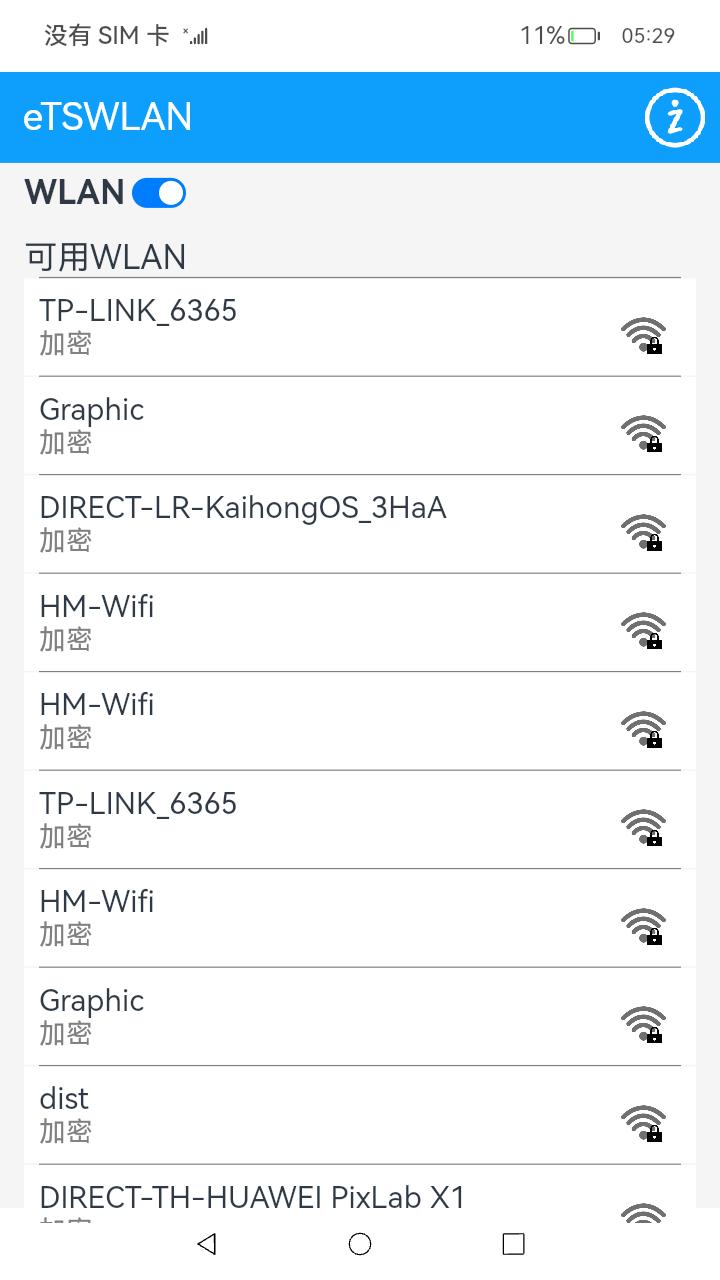 没有 SIM 卡
11%
05:29
eTSWLAN
WLAN
可用WLAN
TP-LINK_6365
加密
Graphic
加密
DIRECT-LR-KaihongOS_3HaA
加密
HM-Wifi
加密
HM-Wifi
加密
TP-LINK_6365
加密
HM-Wifi
加密
Graphic
加密
dist
加密
DIRECT-TH-HUAWEI PixLab X1